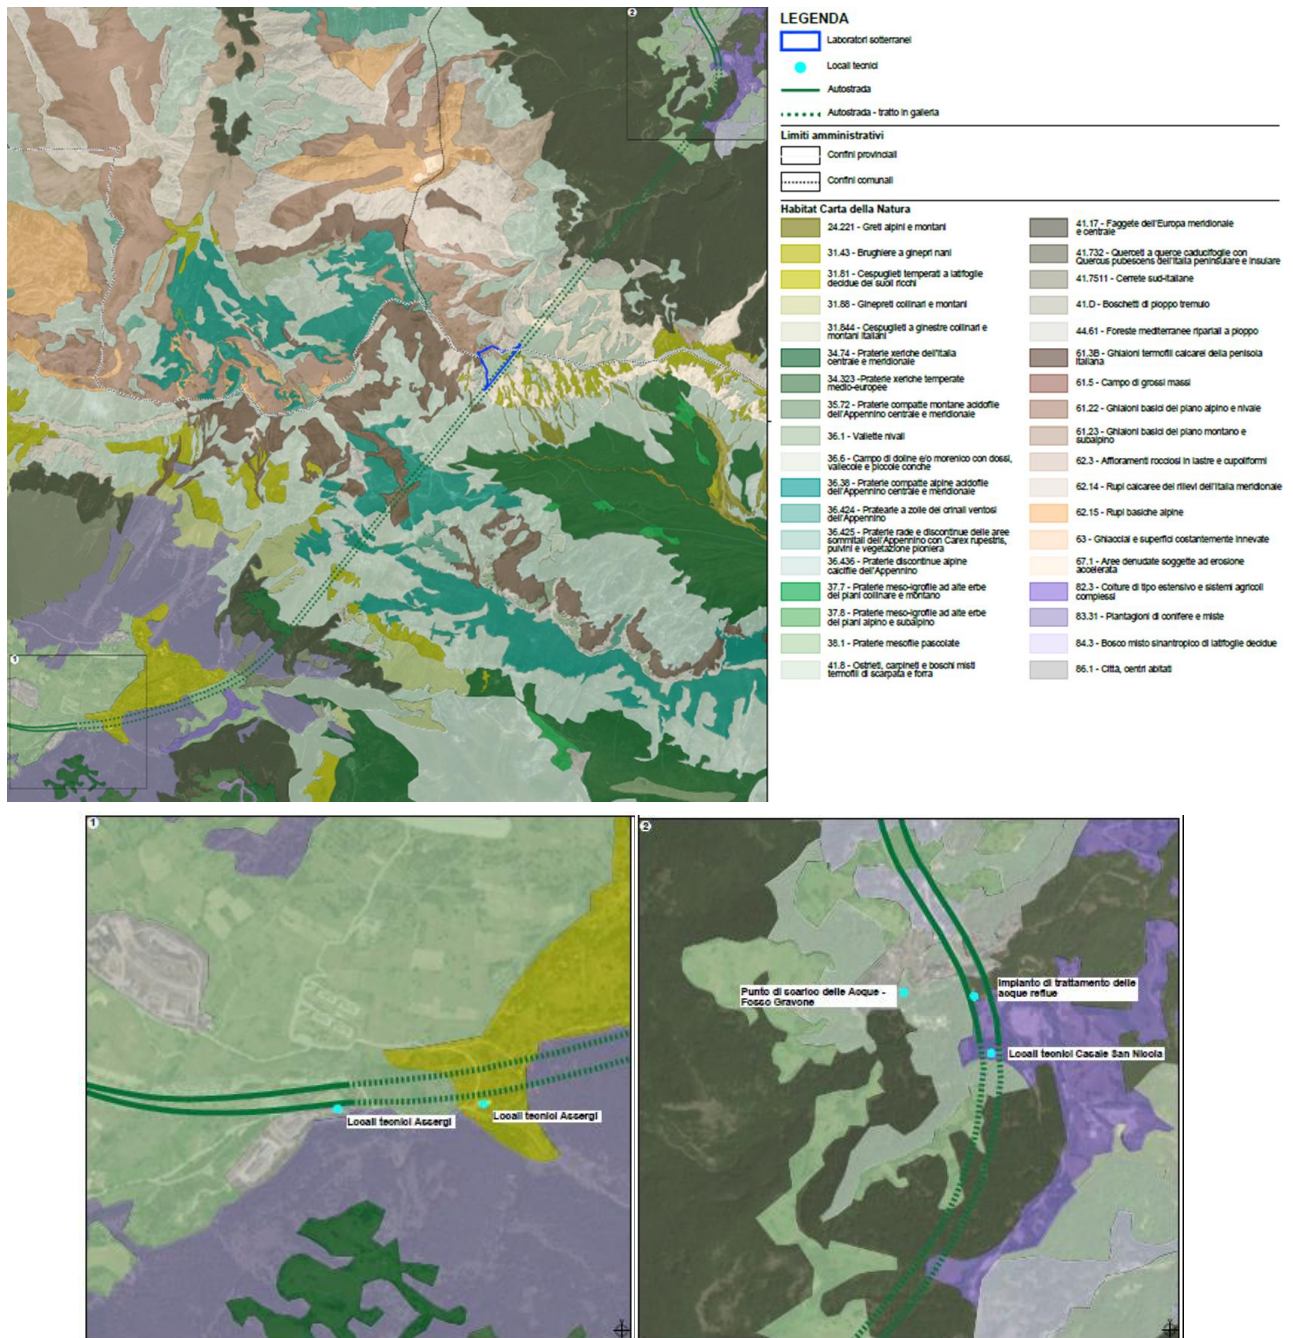 2
1
LEGENDA
Laboratori sotterranei
Locali tecnici
Autostrada
Autostrada - tratto in galleria
Limiti amministrativi
Confini provinciali
Confini comunali
Habitat Carta della Natura
24.221 - Greti alpini e montani
31.43 - Brughiere a ginepri nani
31.81 - Cespuglieti temperati a latifoglie
decidue dei suoli ricchi
31.88 - Ginepreti collinari e montani
31.844 - Cespuglieti a ginestre collinari e
montani italiani
34.74 - Praterie xeriche dell'Italia
centrale e meridionale
34.323 -Praterie xeriche temperate
medio-europee
35.72 - Praterie compatte montane acidofile
dell'Appennino centrale e meridionale
36.1 - Vallette nivali
36.6 - Campo di doline e/o morenico con dossi,
vallecole e piccole conche
36.38 - Praterie compatte alpine acidofile
dell'Appennino centrale e meridionale
36.424 - Pratearie a zolle dei crinali ventosi
dell'Appennino
36.425 - Praterie rade e discontinue delle aree
sommitali dell'Appennino con Carex rupestris,
pulvini e vegetazione pioniera
36.436 - Praterie discontinue alpine
calcifile dell'Appennino
37.7 - Praterie meso-igrofile ad alte erbe
dei piani collinare e montano
37.8 - Praterie meso-igrofile ad alte erbe
dei piani alpino e subalpino
38.1 - Praterie mesofile pascolate
41.8 - Ostrieti, carpineti e boschi misti
termofili di scarpata e forra
41.17 - Faggete dell'Europa meridionale
e centrale
41.732 - Querceti a querce caducifoglie con
Quercus pubescens dell'Italia peninsulare e insulare
41.7511 - Cerrete sud-italiane
41.D - Boschetti di pioppo tremulo
44.61 - Foreste mediterranee ripariali a pioppo
61.3B - Ghiaioni termofili calcarei della penisola
italiana
61.5 - Campo di grossi massi
61.22 - Ghiaioni basici del piano alpino e nivale
61.23 - Ghiaioni basici del piano montano e
subalpino
62.3 - Affioramenti rocciosi in lastre e cupoliformi
62.14 - Rupi calcaree dei rilievi dell'Italia meridionale
62.15 - Rupi basiche alpine
63 - Ghiacciai e superfici costantemente innevate
67.1 - Aree denudate soggette ad erosione
accelerata
82.3 - Colture di tipo estensivo e sistemi agricoli
complessi
83.31 - Plantagioni di conifere e miste
84.3 - Bosco misto sinantropico di latifoglie decidue
86.1 - Città, centri abitati
1
Locali tecnici Assergi
Locali tecnici Assergi
2
Punto di scarico delle Acque -
Fosso Gravone
Impianto di trattamento delle
acque reflue
Locali tecnici Casale San Nicola